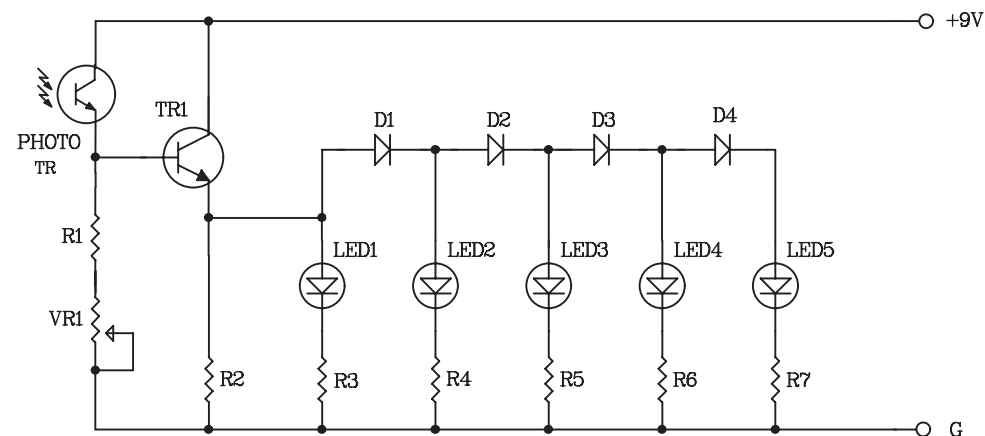 +9V
TR1
D1
D2
D3
D4
PHOTO
TR
R1
LED1
LED2
LED3
LED4
LED5
VR1
R2
R3
R4
R5
R6
R7
G